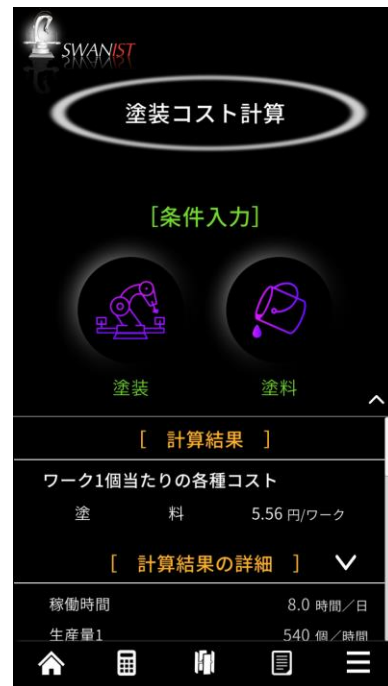 SWANIST
塗装コスト計算
[条件入力]
塗装 塗料
[ 計算結果 ]
ワーク1個当たりの各種コスト
塗 料 5.56 円/ワーク
[ 計算結果の詳細 ]
稼働時間 8.0 時間/日
生産量1 540 個/時間